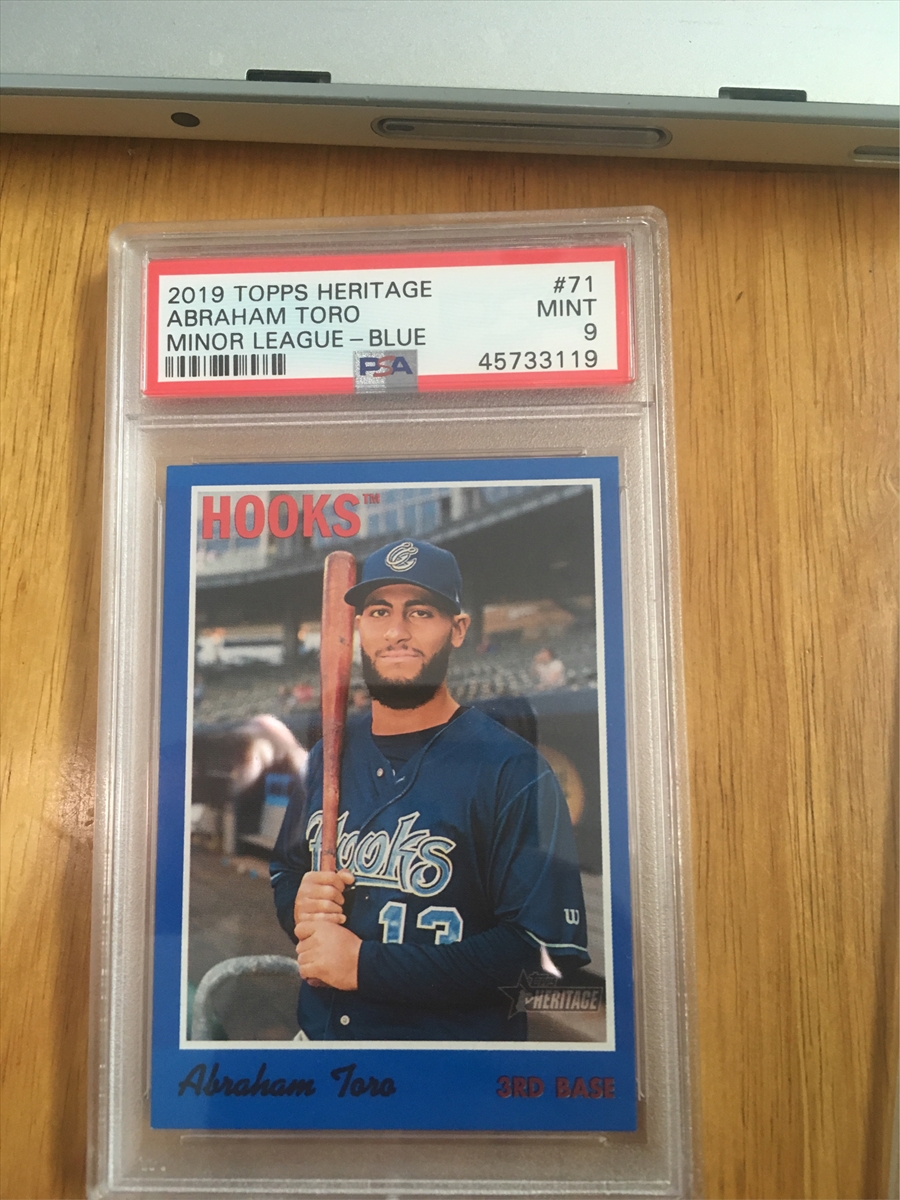 2019 TOPPS HERITAGE #71
ABRAHAM TORO MINT
MINOR LEAGUE - BLUE 9
PSA 45733119
HOOKS™
Hooks
13
W
Topps
HERITAGE
Abraham Toro 3RD BASE